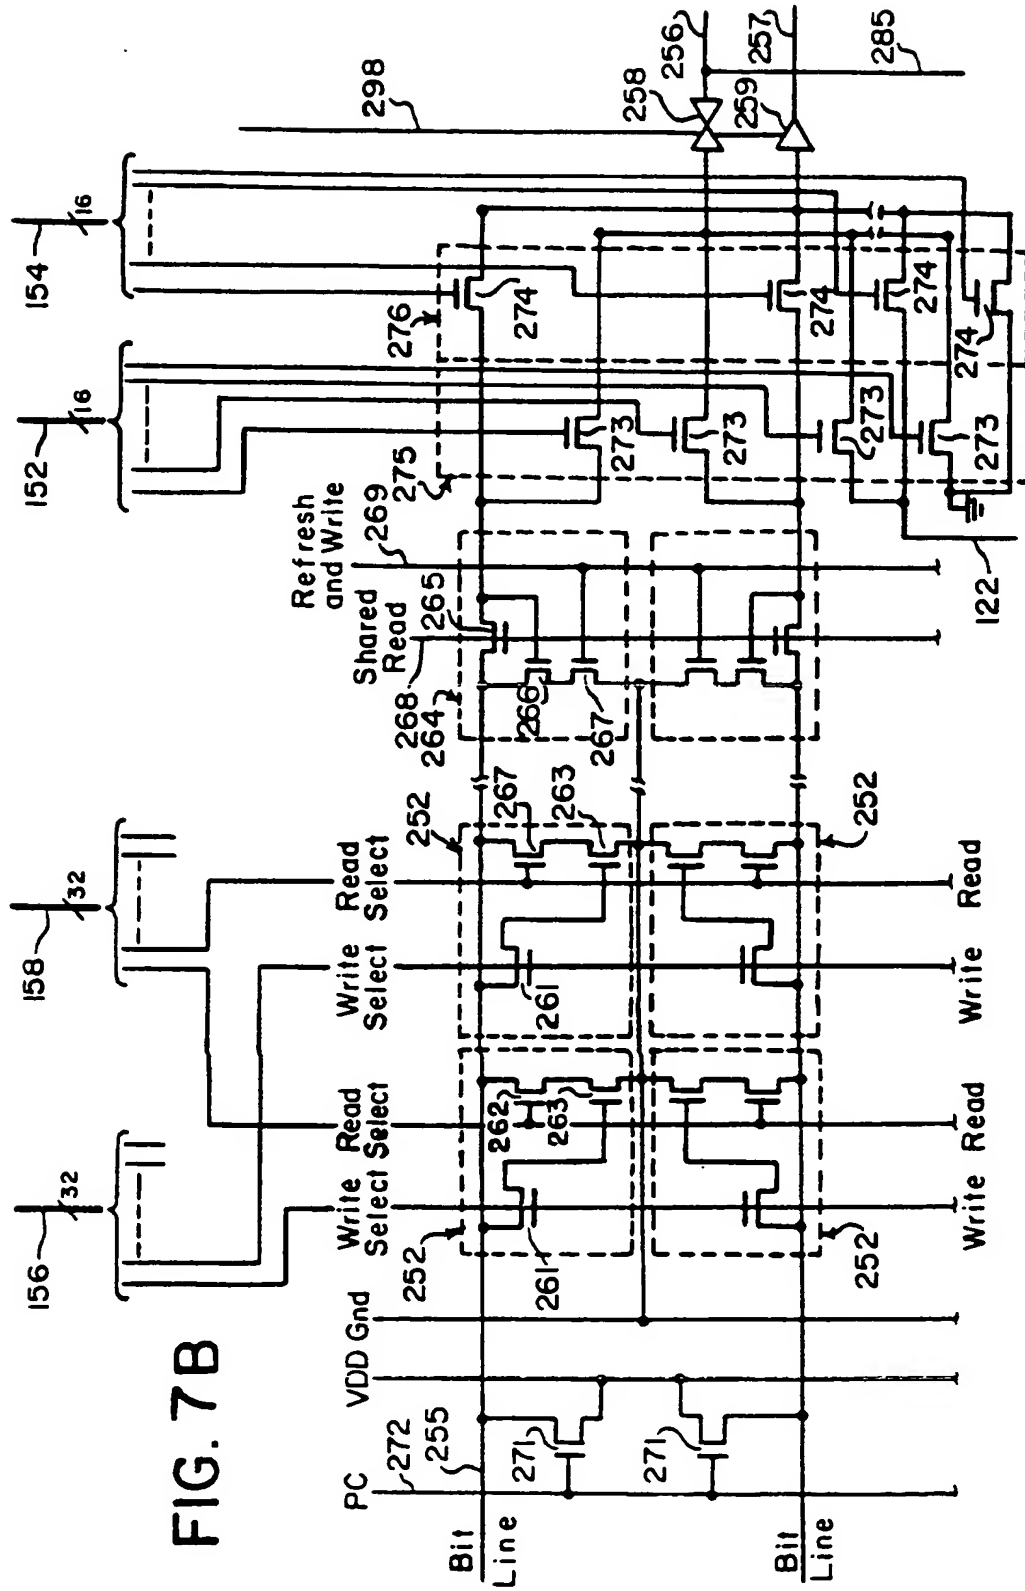 FIG. 7B
156
32
158
32
152
16
154
16
298
PC
272
255
VDD
Gnd
Write
Select
Read
Select
Write
Select
Read
Select
Shared
Read
Refresh
and Write
268
264
265
269
275
276
252
252
261
262
263
261
267
263
266
267
271
271
273
273
273
273
274
274
274
274
258
259
256
257
285
122
252
252
Bit
Line
Bit
Line
Write
Read
Write
Read